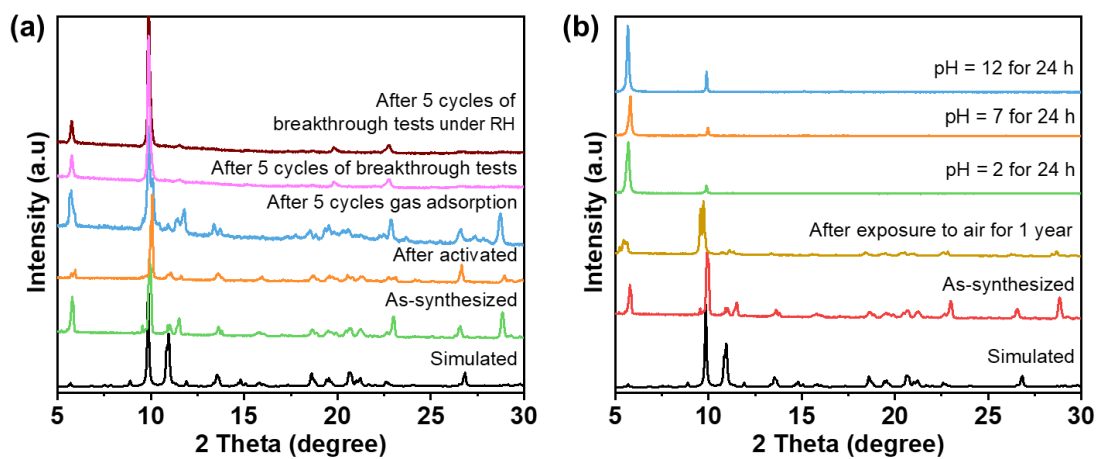 (a)
Intensity (a.u)
After 5 cycles of
breakthrough tests under RH
After 5 cycles of breakthrough tests
After 5 cycles gas adsorption
After activated
As-synthesized
Simulated
5 10 15 20 25 30
2 Theta (degree)
(b)
Intensity (a.u)
pH = 12 for 24 h
pH = 7 for 24 h
pH = 2 for 24 h
After exposure to air for 1 year
As-synthesized
Simulated
5 10 15 20 25 30
2 Theta (degree)